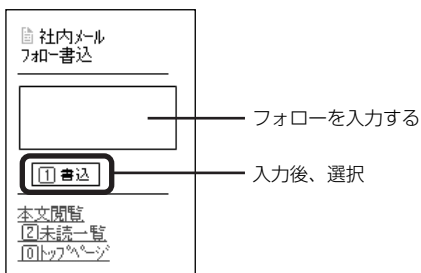 社内ﾒｰﾙ
ﾌｫﾛｰ書込
フォローを入力する
1 書込
入力後、選択
本文閲覧
2未読一覧
0ﾄｯﾌﾟﾍﾟｰｼﾞ